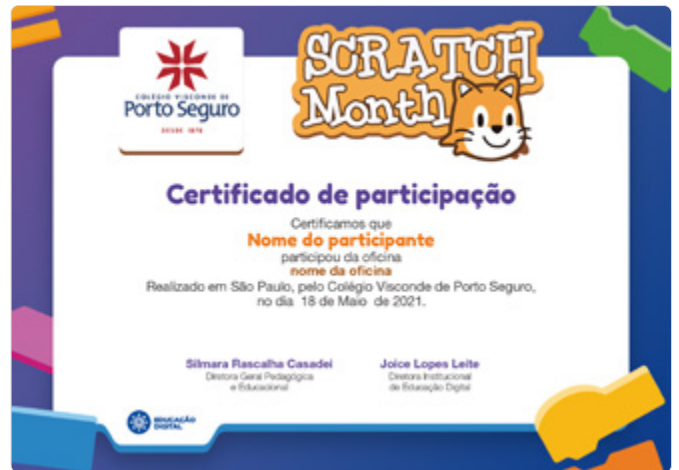 COLÉGIO VISCONDE DE
Porto Seguro
DESDE 1878
SCRATCH
Month
Certificado de participação
Certificamos que
Nome do participante
participou da oficina
nome da oficina
Realizado em São Paulo, pelo Colégio Visconde de Porto Seguro,
no dia 18 de Maio de 2021.
Silmara Rascalha Casadei
Diretora Geral Pedagógica
e Educacional
Joice Lopes Leite
Diretora Institucional
de Educação Digital
EDUCAÇÃO
DIGITAL